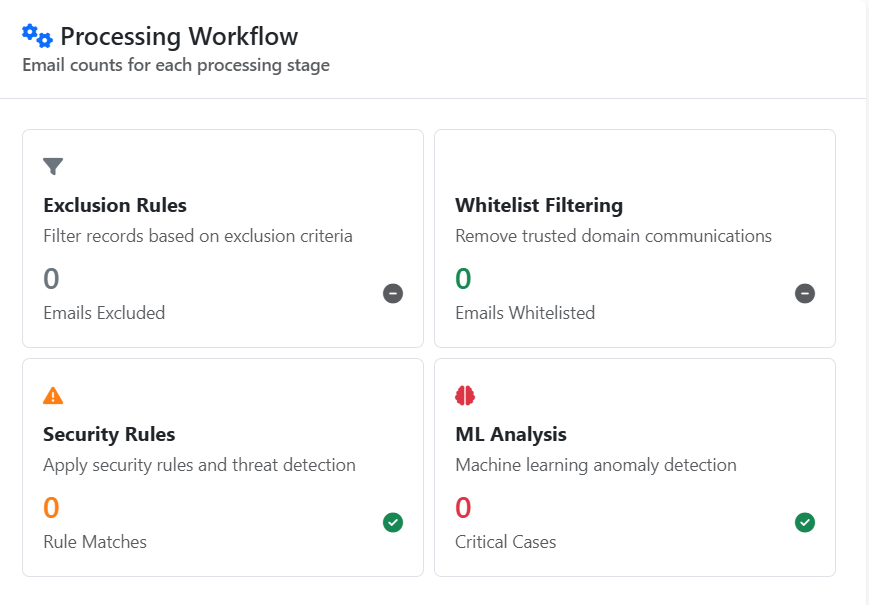 Processing Workflow
Email counts for each processing stage
Exclusion Rules
Filter records based on exclusion criteria
0
Emails Excluded
Whitelist Filtering
Remove trusted domain communications
0
Emails Whitelisted
Security Rules
Apply security rules and threat detection
0
Rule Matches
ML Analysis
Machine learning anomaly detection
0
Critical Cases